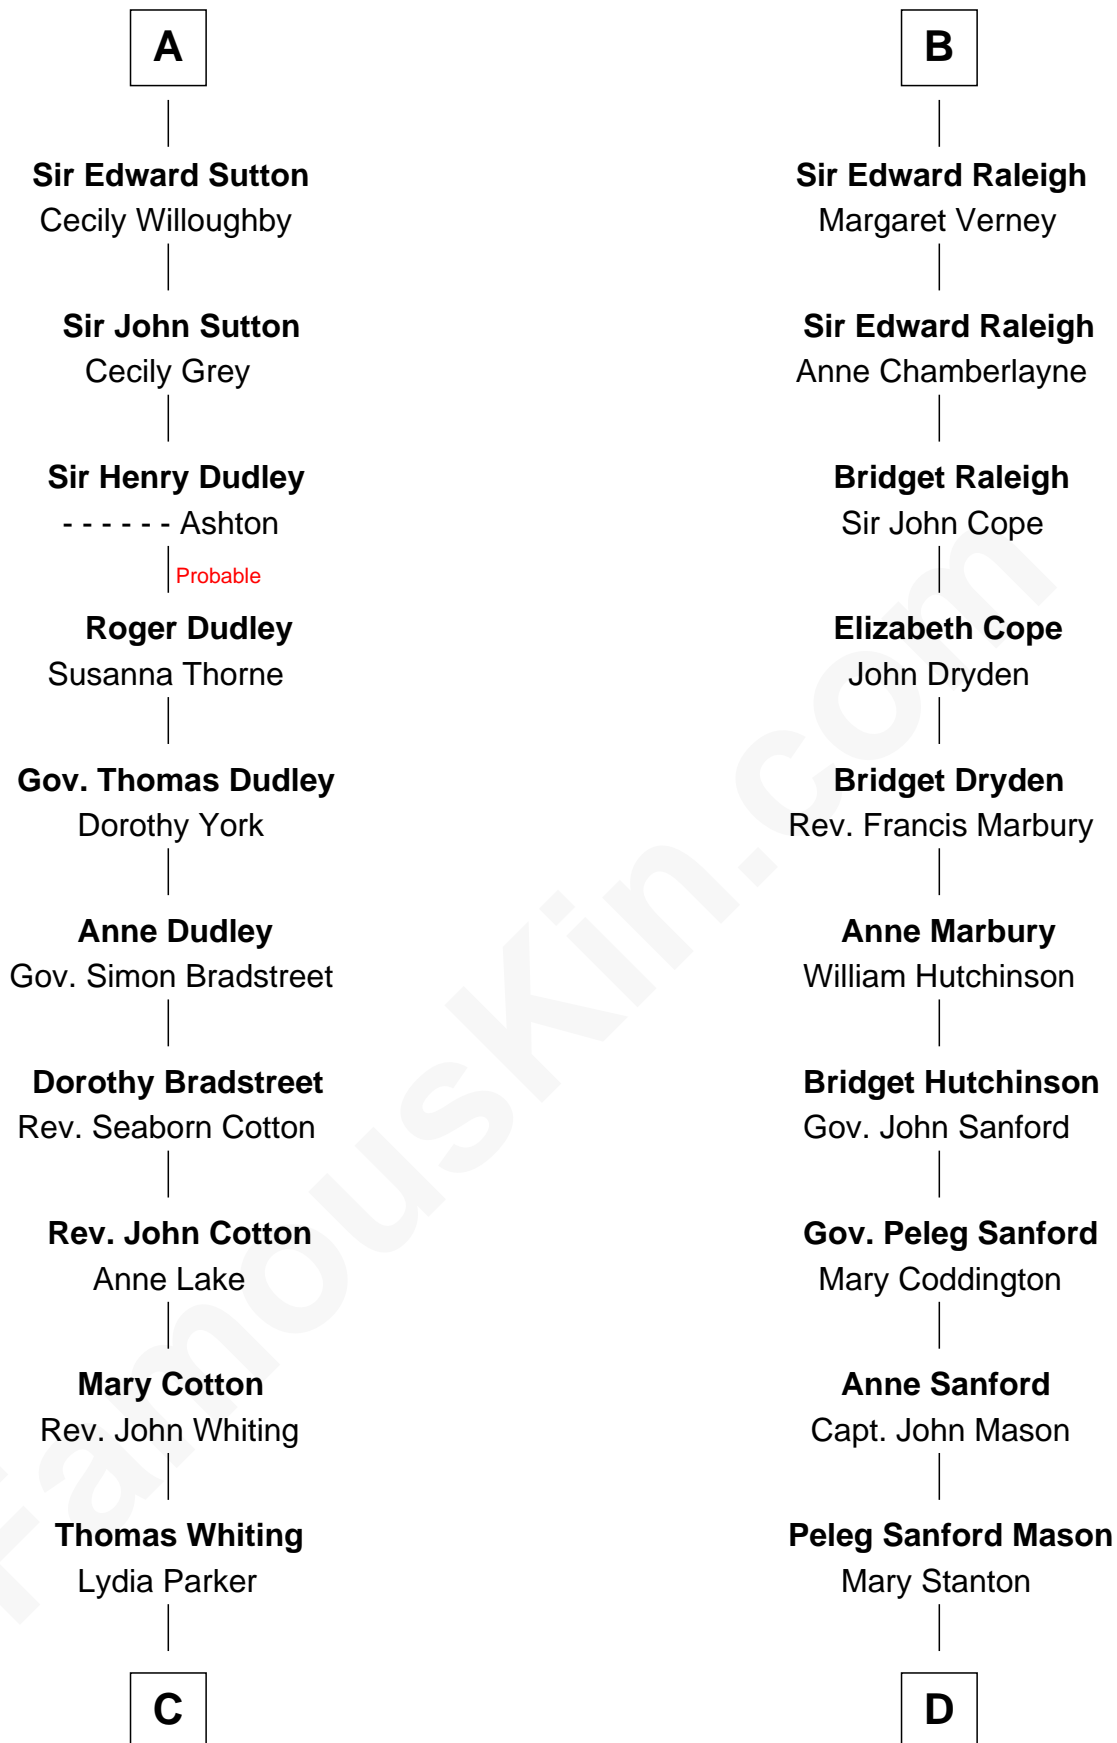 A
Sir Edward Sutton
Cecily Willoughby
Sir John Sutton
Cecily Grey
Sir Henry Dudley
- - - - - - Ashton
Probable
Roger Dudley
Susanna Thorne
Gov. Thomas Dudley
Dorothy York
Anne Dudley
Gov. Simon Bradstreet
Dorothy Bradstreet
Rev. Seaborn Cotton
Rev. John Cotton
Anne Lake
Mary Cotton
Rev. John Whiting
Thomas Whiting
Lydia Parker
C
B
Sir Edward Raleigh
Margaret Verney
Sir Edward Raleigh
Anne Chamberlayne
Bridget Raleigh
Sir John Cope
Elizabeth Cope
John Dryden
Bridget Dryden
Rev. Francis Marbury
Anne Marbury
William Hutchinson
Bridget Hutchinson
Gov. John Sanford
Gov. Peleg Sanford
Mary Coddington
Anne Sanford
Capt. John Mason
Peleg Sanford Mason
Mary Stanton
D
FamousKin.com